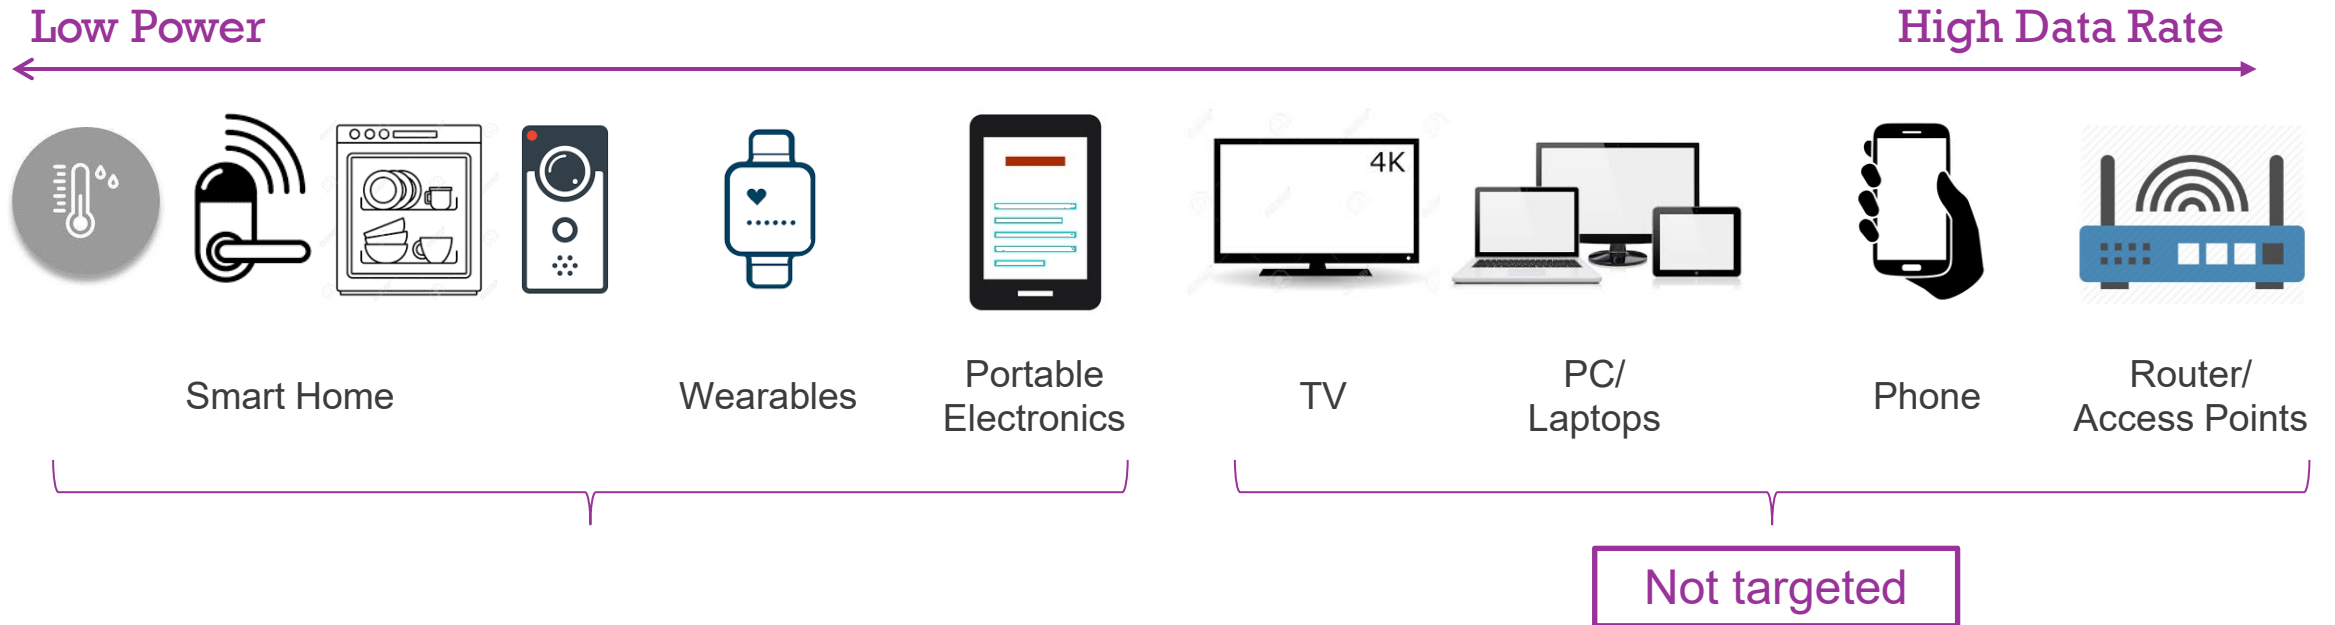 Low Power
High Data Rate
4K
Smart Home
Wearables
Portable
Electronics
TV
PC/
Laptops
Phone
Router/
Access Points
Not targeted